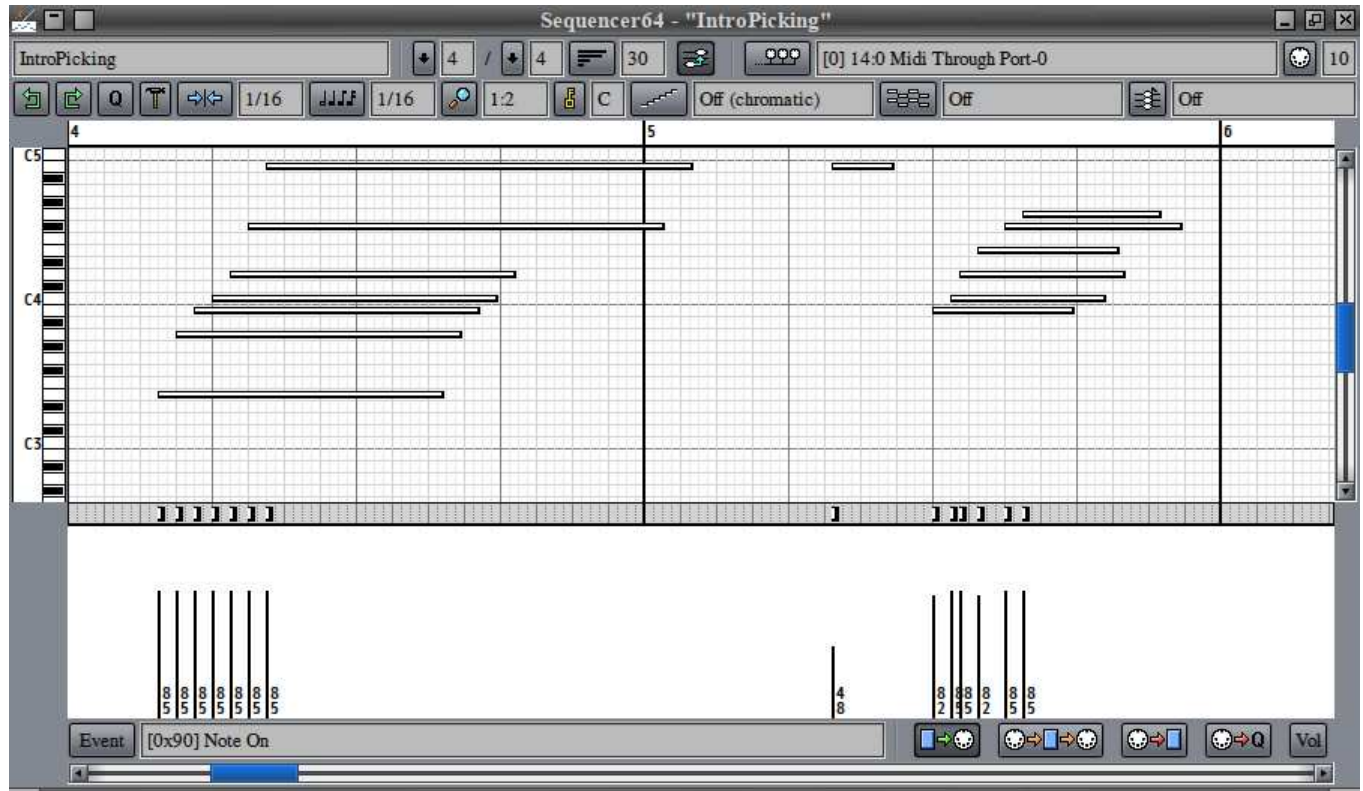 Sequencer64 - "IntroPicking"
IntroPicking 4 / 4 30 [0] 14:0 Midi Through Port-0 10
Q 1/16 1/16 1:2 C Off (chromatic) Off Off
4 5 6
C5
C4
C3
8 8 8 8 8 8 8 4 8 8 8 8 8 8
5 5 5 5 5 5 5 8 2 5 5 2 5 5
Event [0x90] Note On Q Vol